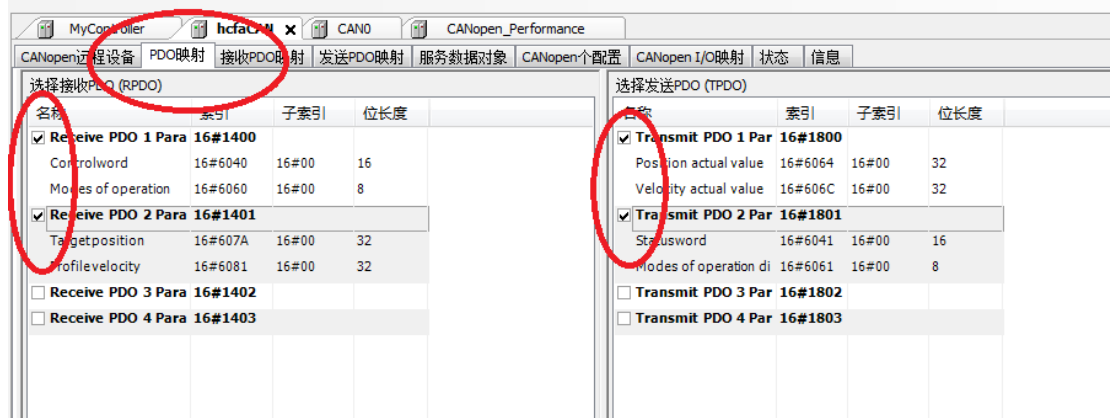 MyController hcfaCAN CAN0 CANopen_Performance
CANopen远程设备 PDO映射 接收PDO映射 发送PDO映射 服务数据对象 CANopen个配置 CANopen I/O映射 状态 信息
选择接收PDO (RPDO) 选择发送PDO (TPDO)
名称 索引 子索引 位长度 名称 索引 子索引 位长度
Receive PDO 1 Para 16#1400 Transmit PDO 1 Par 16#1800
Controlword 16#6040 16#00 16 Position actual value 16#6064 16#00 32
Modes of operation 16#6060 16#00 8 Velocity actual value 16#606C 16#00 32
Receive PDO 2 Para 16#1401 Transmit PDO 2 Par 16#1801
Targetposition 16#607A 16#00 32 Statusword 16#6041 16#00 16
Profilevelocity 16#6081 16#00 32 Modes of operation di 16#6061 16#00 8
Receive PDO 3 Para 16#1402 Transmit PDO 3 Par 16#1802
Receive PDO 4 Para 16#1403 Transmit PDO 4 Par 16#1803